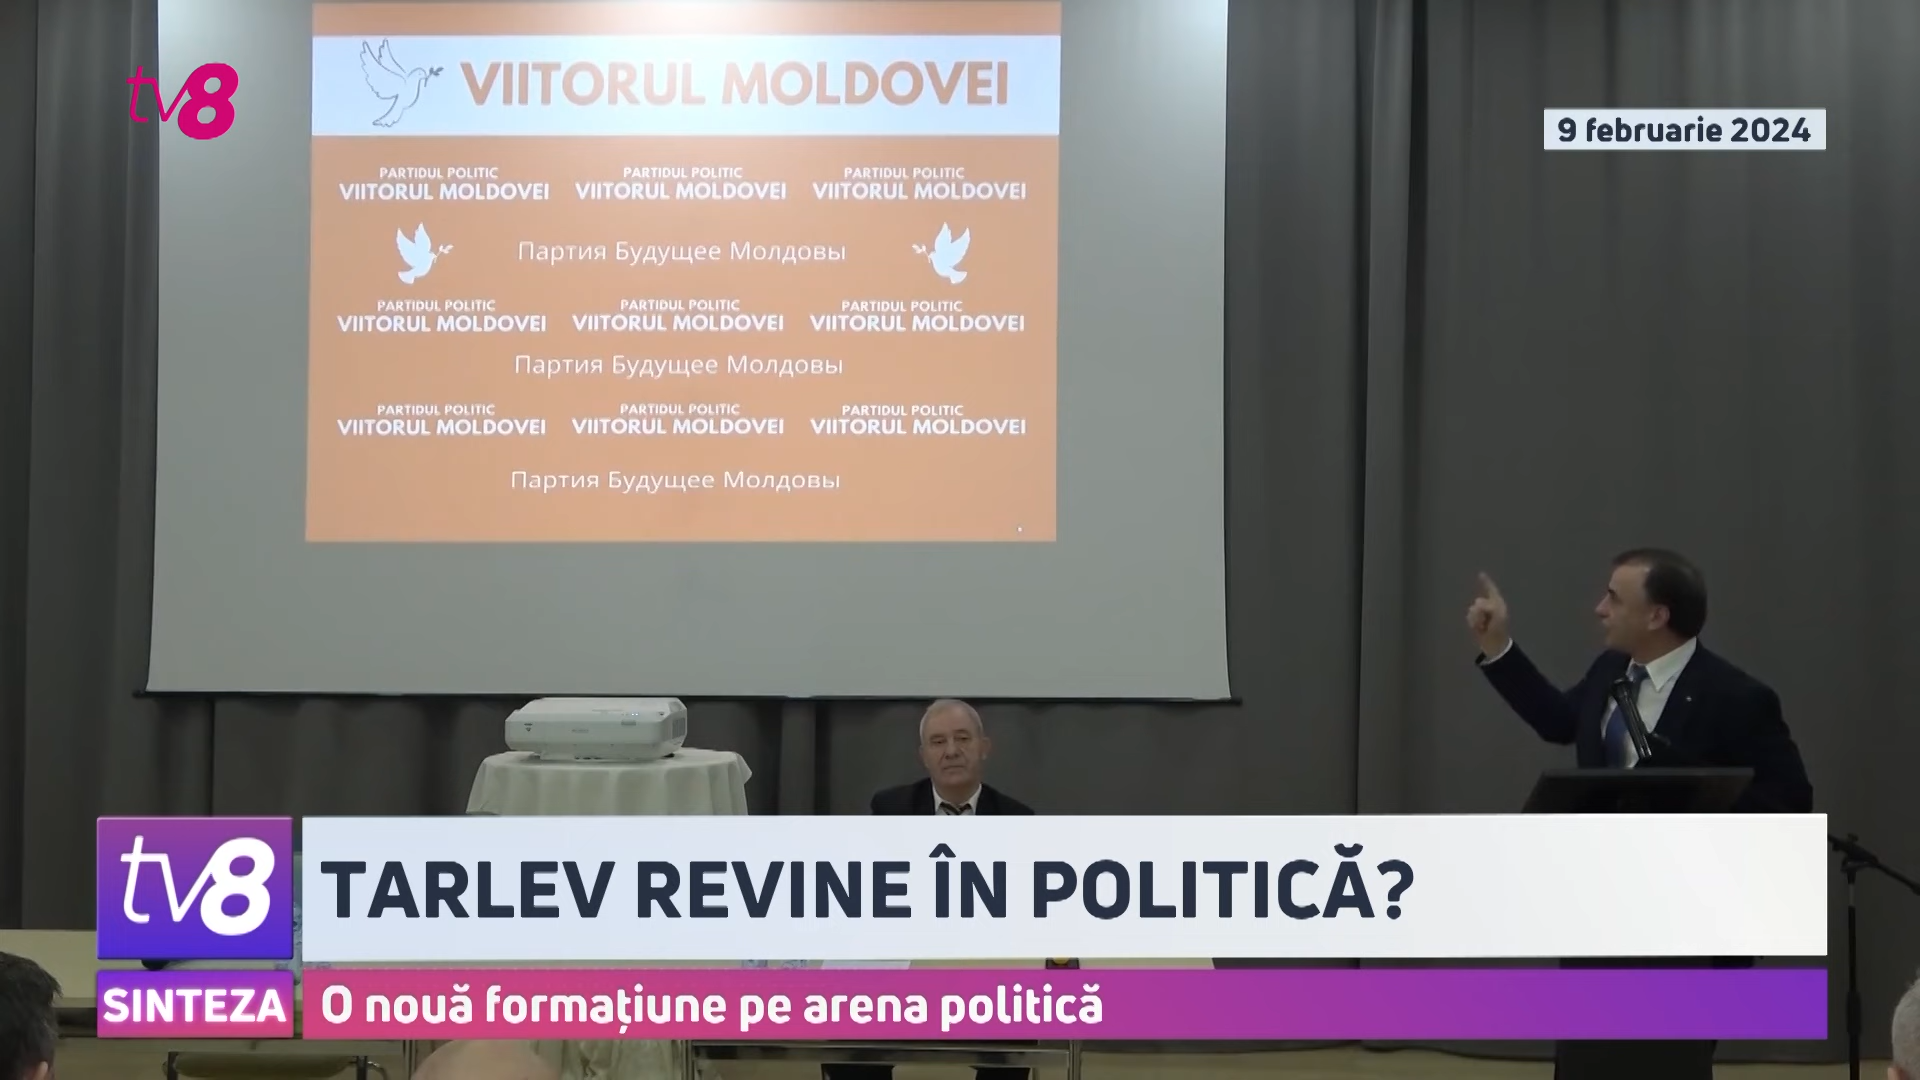 tv8
9 februarie 2024
VIITORUL MOLDOVEI
PARTIDUL POLITIC PARTIDUL POLITIC PARTIDUL POLITIC
VIITORUL MOLDOVEI VIITORUL MOLDOVEI VIITORUL MOLDOVEI
Партия Будущее Молдовы
PARTIDUL POLITIC PARTIDUL POLITIC PARTIDUL POLITIC
VIITORUL MOLDOVEI VIITORUL MOLDOVEI VIITORUL MOLDOVEI
Партия Будущее Молдовы
PARTIDUL POLITIC PARTIDUL POLITIC PARTIDUL POLITIC
VIITORUL MOLDOVEI VIITORUL MOLDOVEI VIITORUL MOLDOVEI
Партия Будущее Молдовы
tv8
TARLEV REVINE ÎN POLITICĂ?
SINTEZA
O nouă formațiune pe arena politică